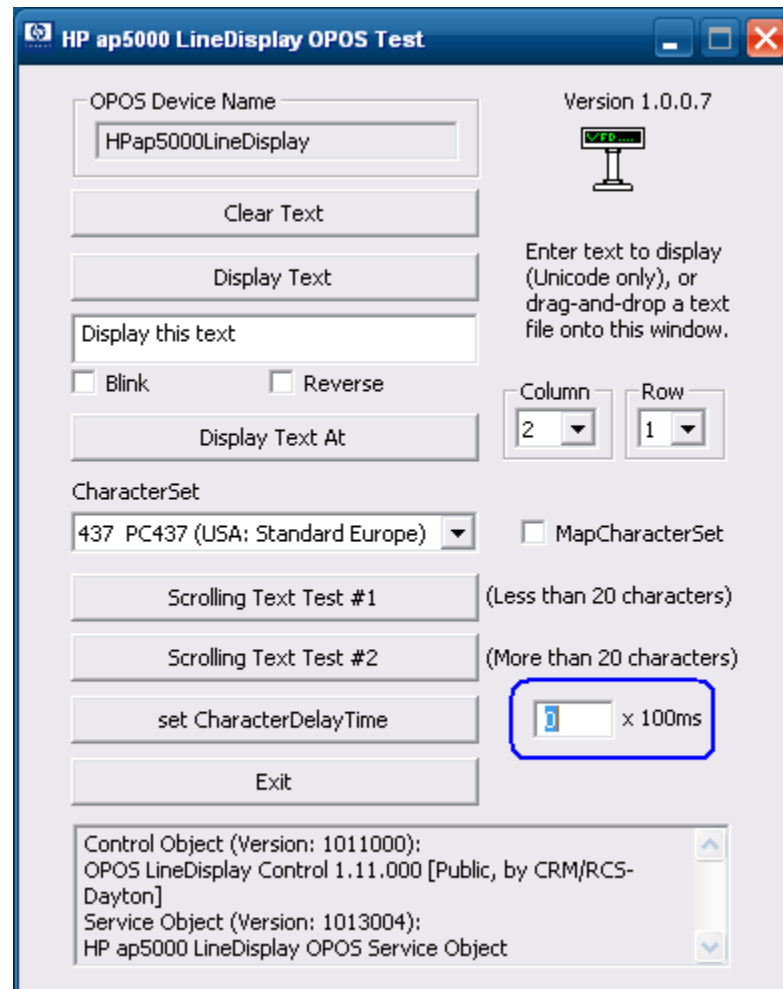 HP ap5000 LineDisplay OPOS Test
OPOS Device Name
HPap5000LineDisplay
Version 1.0.0.7
VFD....
Clear Text
Display Text
Enter text to display
(Unicode only), or
drag-and-drop a text
file onto this window.
Display this text
Blink
Reverse
Display Text At
Column
2
Row
1
CharacterSet
437 PC437 (USA: Standard Europe)
MapCharacterSet
Scrolling Text Test #1
(Less than 20 characters)
Scrolling Text Test #2
(More than 20 characters)
set CharacterDelayTime
0 x 100ms
Exit
Control Object (Version: 1011000):
OPOS LineDisplay Control 1.11.000 [Public, by CRM/RCS-
Dayton]
Service Object (Version: 1013004):
HP ap5000 LineDisplay OPOS Service Object